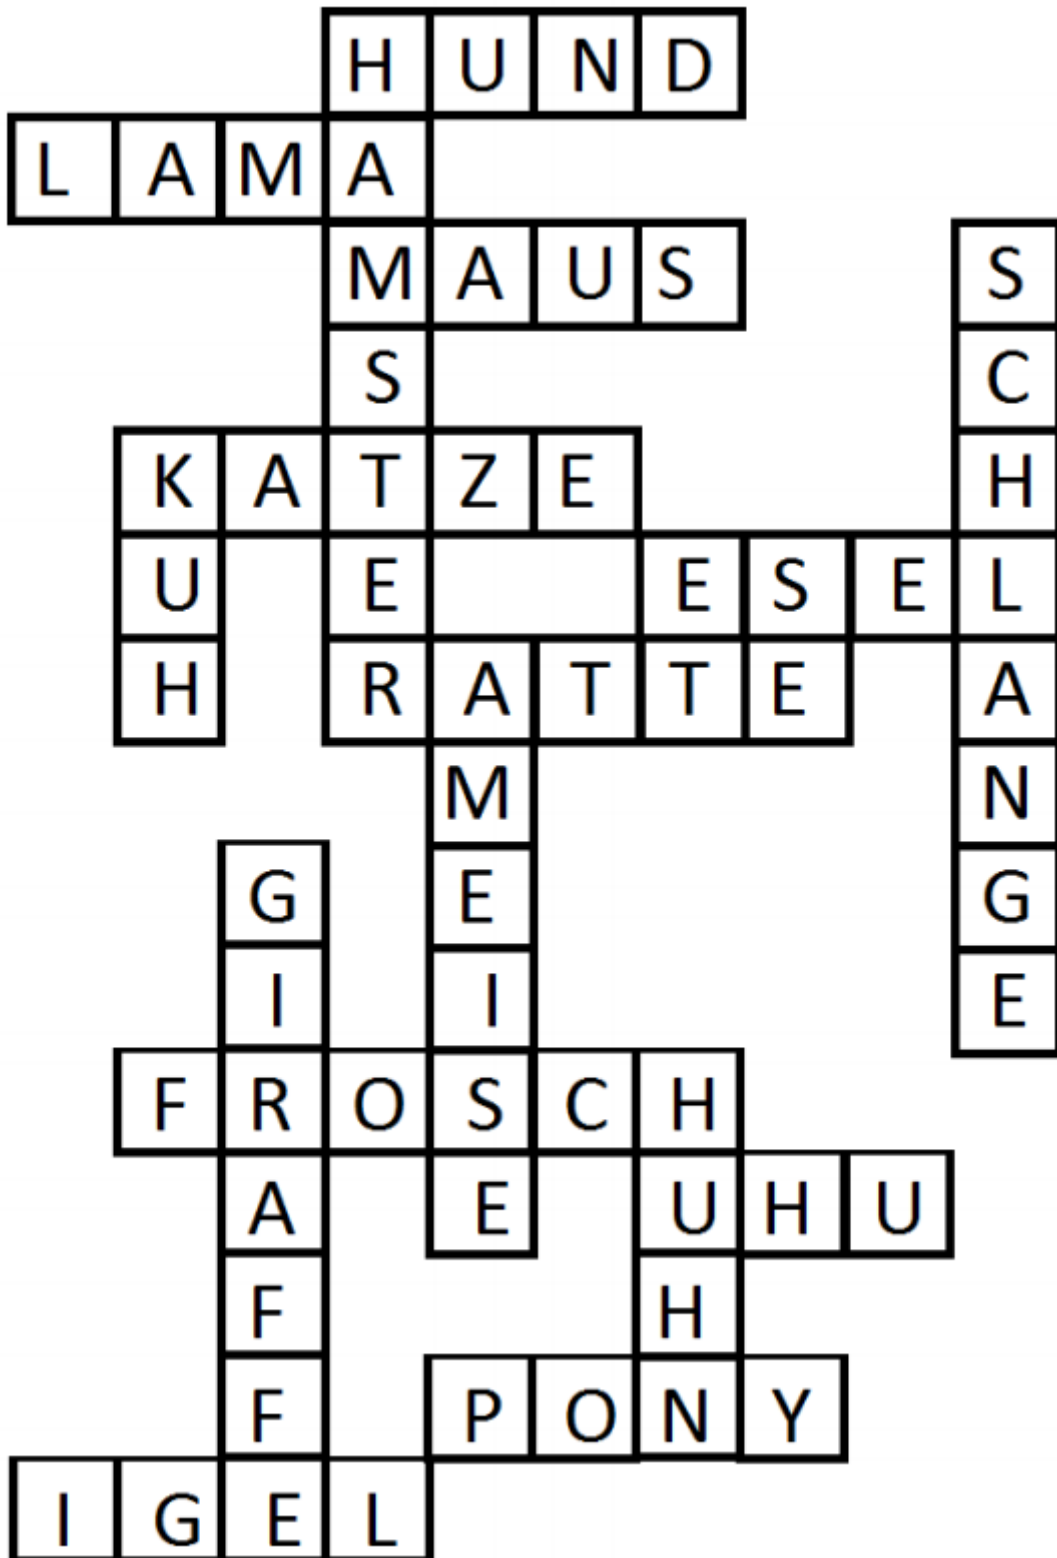 HUND
LAMA
MAUS S
S C
KATZE H
U E ESEL
H RATTE A
M N
G E G
I I E
FROSCH
A E UHU
F H
F PONY
IGEL